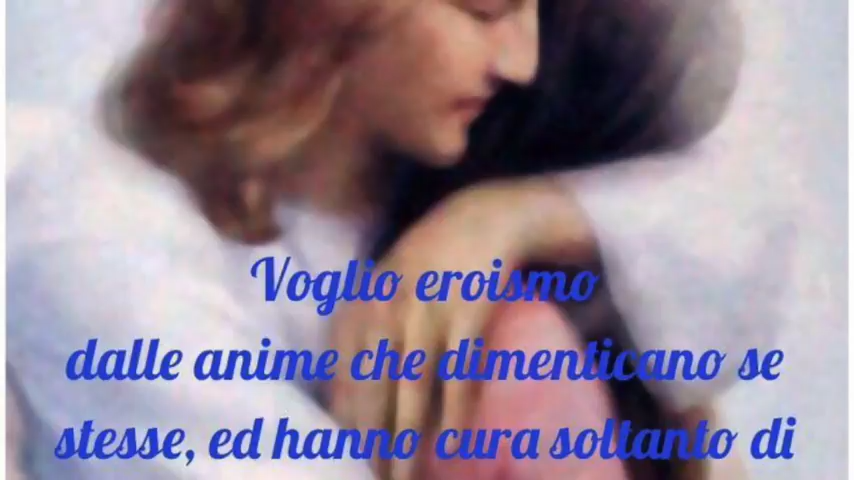 Voglio eroismo
dalle anime che dimenticano se
stesse, ed hanno cura soltanto di